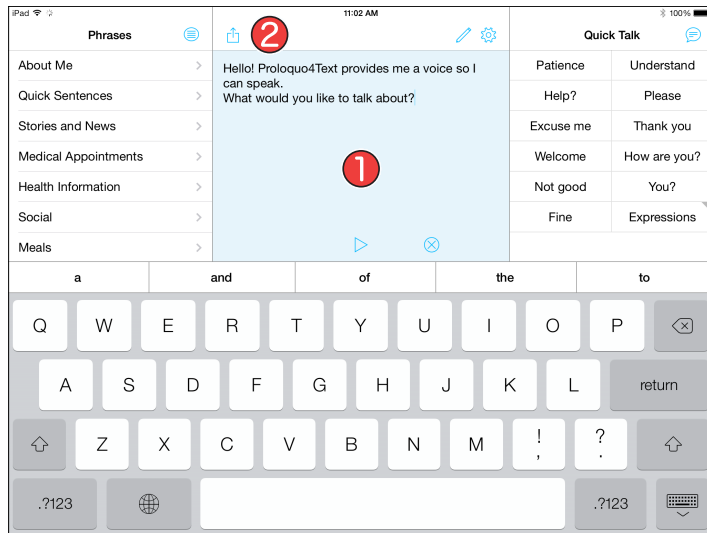 iPad 11:02 AM 100%
Phrases
About Me
Quick Sentences
Stories and News
Medical Appointments
Health Information
Social
Meals
2
Hello! Proloquo4Text provides me a voice so I
can speak.
What would you like to talk about?
1
Quick Talk
Patience Understand
Help? Please
Excuse me Thank you
Welcome How are you?
Not good You?
Fine Expressions
a and of the to
Q W E R T Y U I O P
A S D F G H J K L return
Z X C V B N M ! , ? .
.?123 .?123